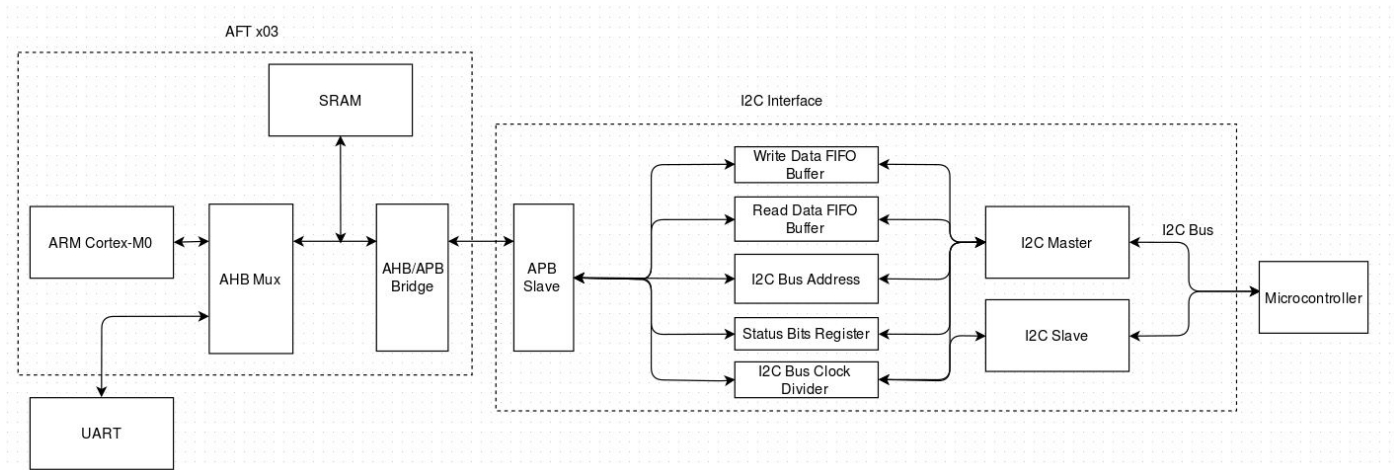 AFT x03
SRAM
I2C Interface
Write Data FIFO
Buffer
Read Data FIFO
Buffer
ARM Cortex-M0
AHB Mux
AHB/APB
Bridge
APB
Slave
I2C Bus Address
I2C Master
I2C Bus
Microcontroller
Status Bits Register
I2C Slave
I2C Bus Clock
Divider
UART